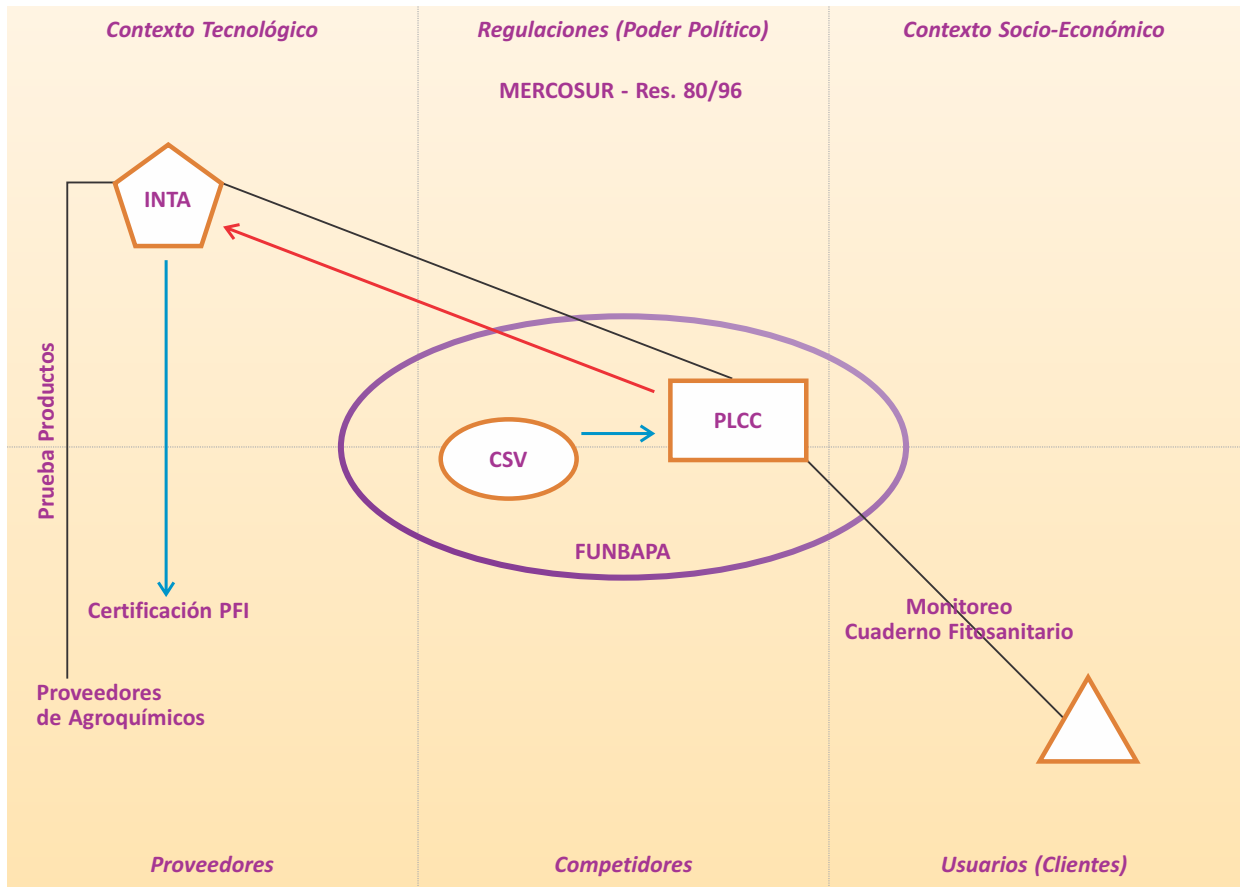 Contexto Tecnológico
Regulaciones (Poder Político)
Contexto Socio-Económico
MERCOSUR - Res. 80/96
INTA
PLCC
CSV
Prueba Productos
FUNBAPA
Certificación PFI
Monitoreo
Cuaderno Fitosanitario
Proveedores
de Agroquímicos
Proveedores
Competidores
Usuarios (Clientes)